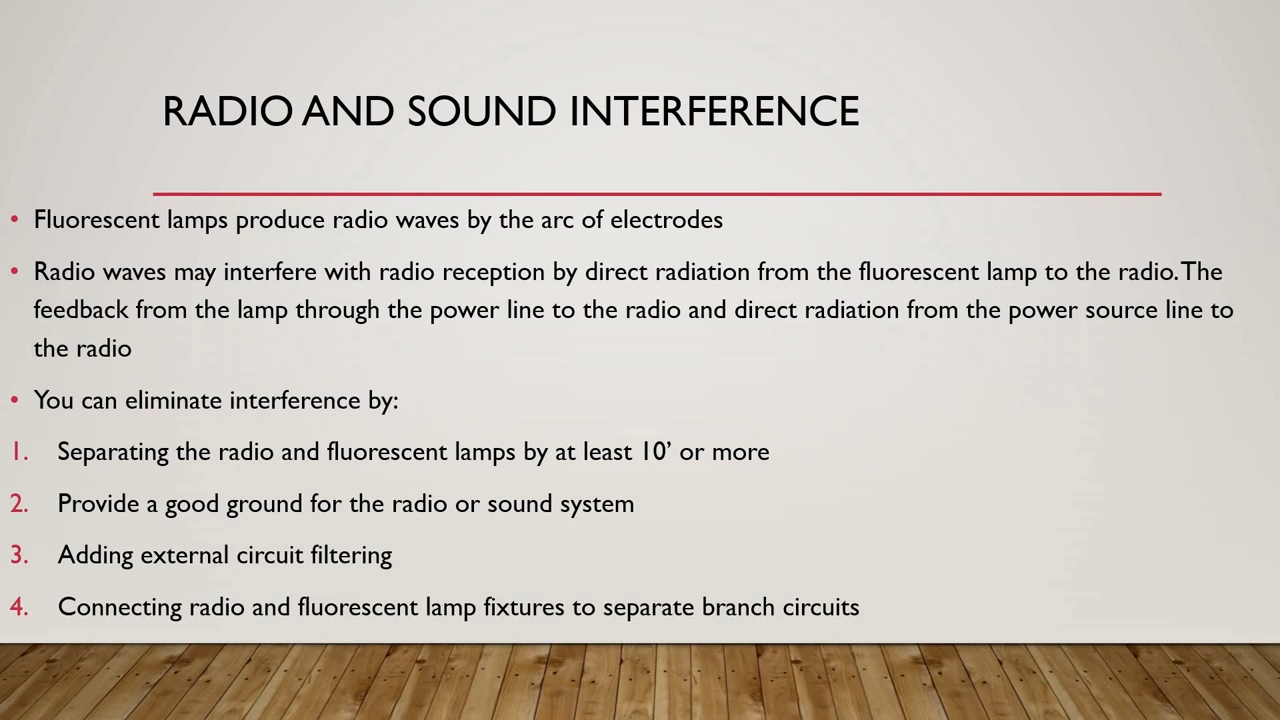 RADIO AND SOUND INTERFERENCE
• Fluorescent lamps produce radio waves by the arc of electrodes
• Radio waves may interfere with radio reception by direct radiation from the fluorescent lamp to the radio. The
feedback from the lamp through the power line to the radio and direct radiation from the power source line to
the radio
• You can eliminate interference by:
1. Separating the radio and fluorescent lamps by at least 10’ or more
2. Provide a good ground for the radio or sound system
3. Adding external circuit filtering
4. Connecting radio and fluorescent lamp fixtures to separate branch circuits